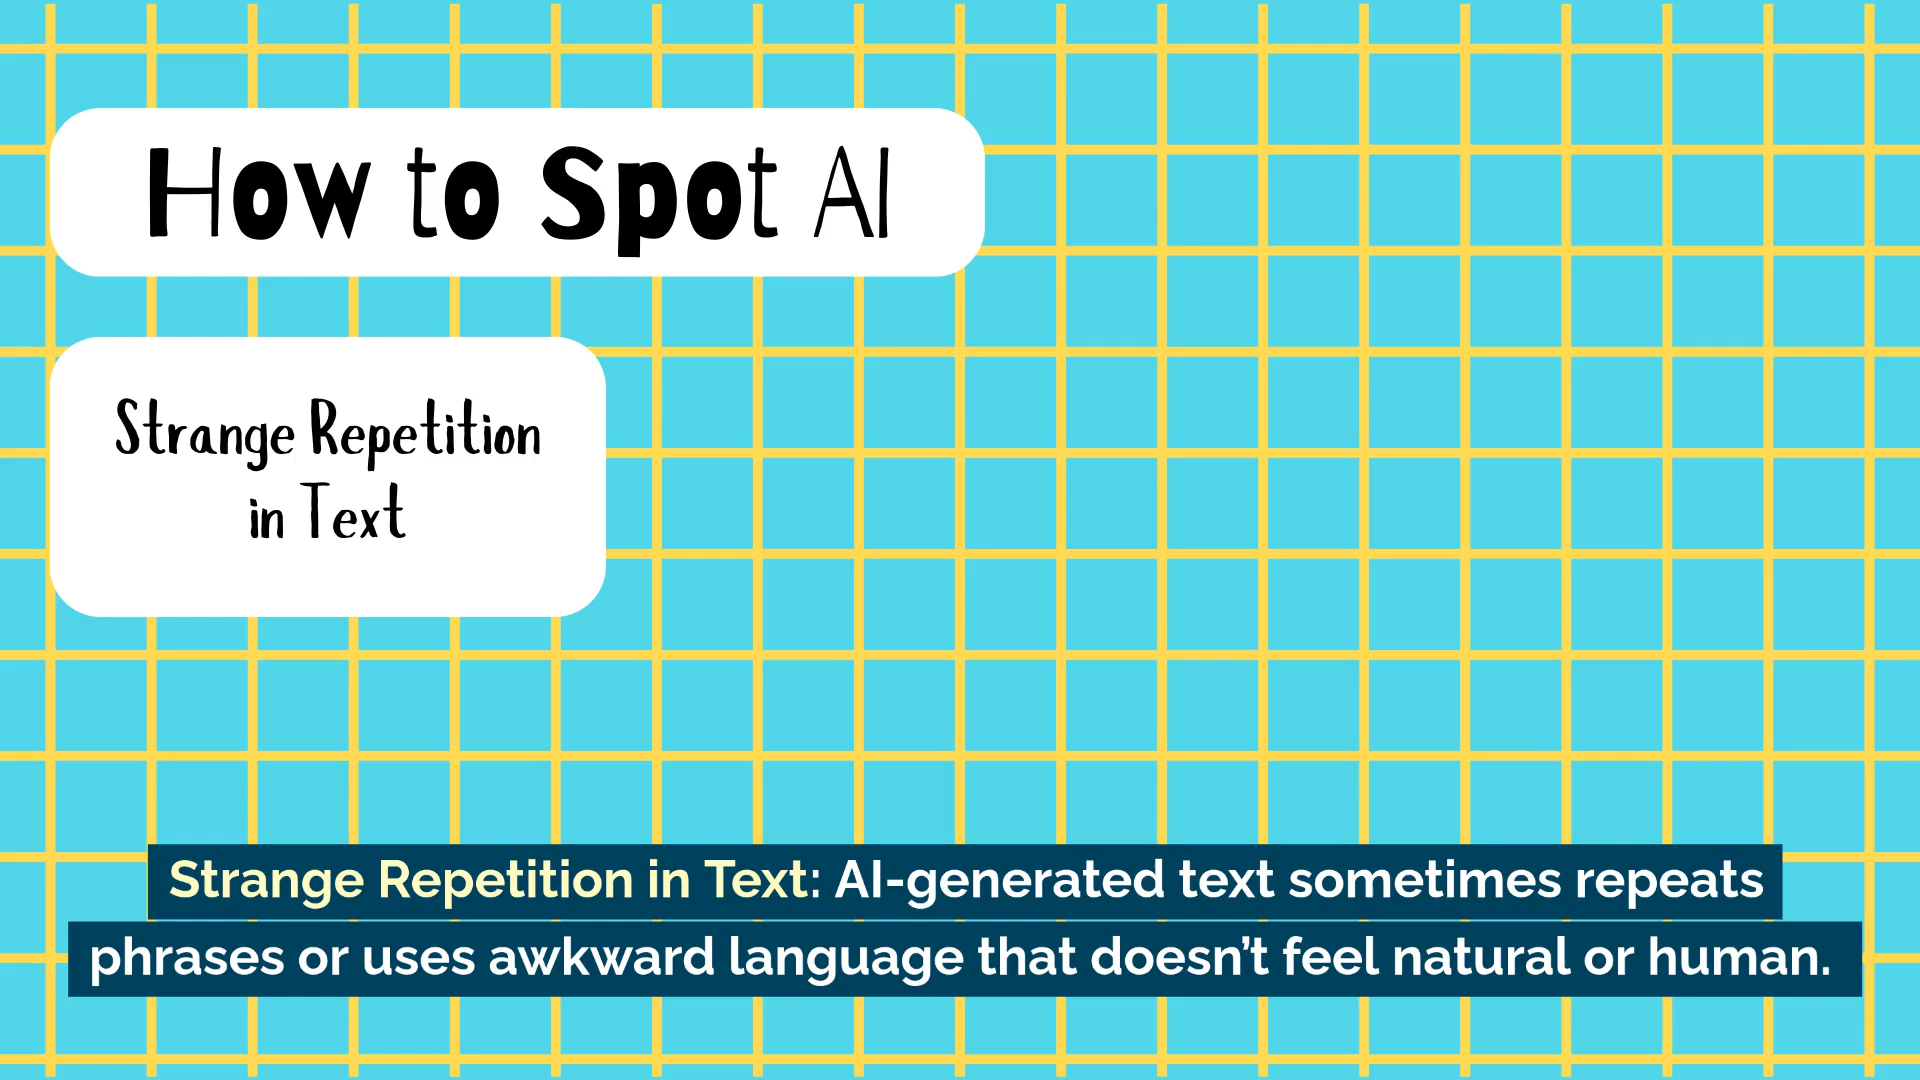 How to Spot AI
Strange Repetition
in Text
Strange Repetition in Text: AI-generated text sometimes repeats
phrases or uses awkward language that doesn’t feel natural or human.